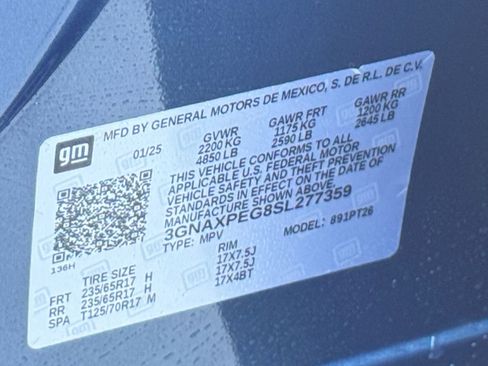 gm
MFD BY GENERAL MOTORS DE MEXICO, S. DE R.L. DE C.V.
01/25 GVWR GAWR FRT GAWR RR
2200 KG 1175 KG 1200 KG
4850 LB 2590 LB 2645 LB
THIS VEHICLE CONFORMS TO ALL
APPLICABLE U.S. FEDERAL MOTOR
VEHICLE SAFETY AND THEFT PREVENTION
STANDARDS IN EFFECT ON THE DATE OF
MANUFACTURE SHOWN ABOVE.
3GNAXPEG8SL277359
TYPE: MPV MODEL: 891PT26
136H
TIRE SIZE RIM
FRT 235/65R17 H 17X7.5J
RR 235/65R17 H 17X7.5J
SPA T125/70R17 M 17X4BT